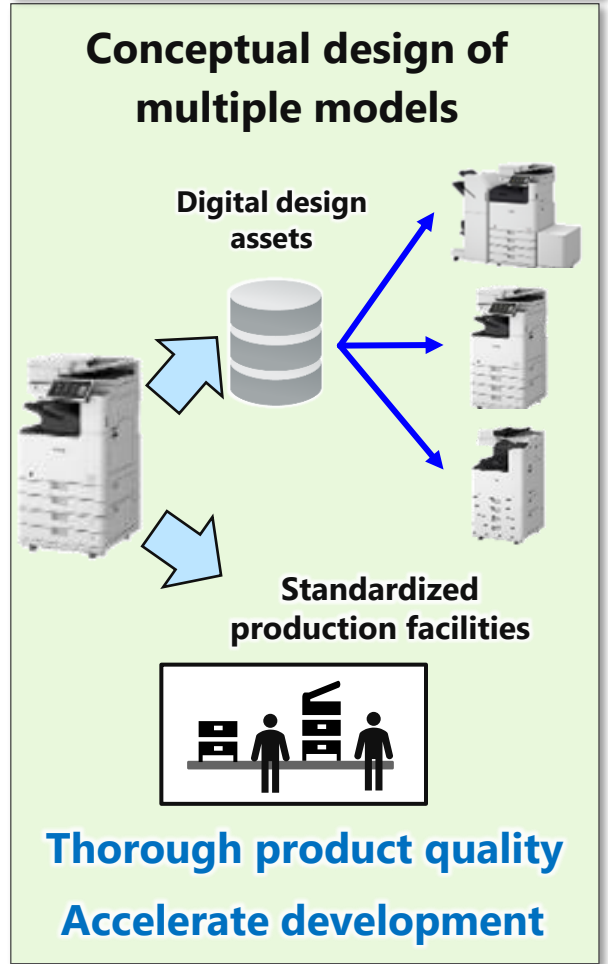 Conceptual design of
multiple models
Digital design
assets
Standardized
production facilities
Thorough product quality
Accelerate development